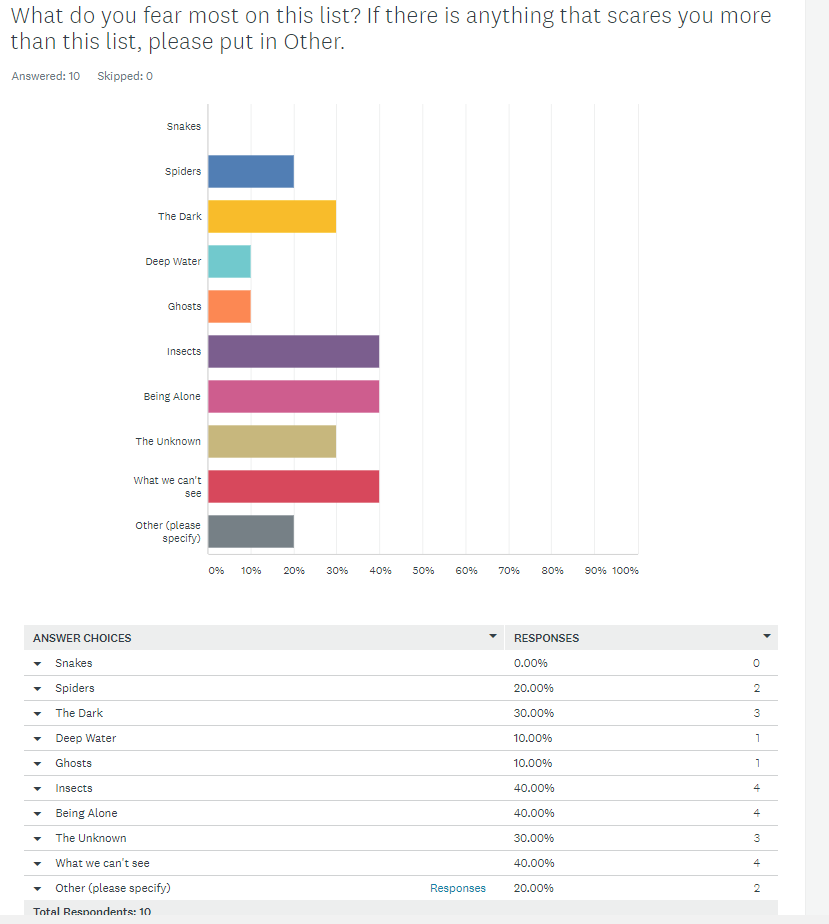 What do you fear most on this list? If there is anything that scares you more
than this list, please put in Other.
Answered: 10 Skipped: 0
Snakes
Spiders
The Dark
Deep Water
Ghosts
Insects
Being Alone
The Unknown
What we can't
see
Other (please
specify)
0% 10% 20% 30% 40% 50% 60% 70% 80% 90% 100%
ANSWER CHOICES RESPONSES
Snakes 0.00% 0
Spiders 20.00% 2
The Dark 30.00% 3
Deep Water 10.00% 1
Ghosts 10.00% 1
Insects 40.00% 4
Being Alone 40.00% 4
The Unknown 30.00% 3
What we can't see 40.00% 4
Other (please specify) Responses 20.00% 2
Total Respondents: 10